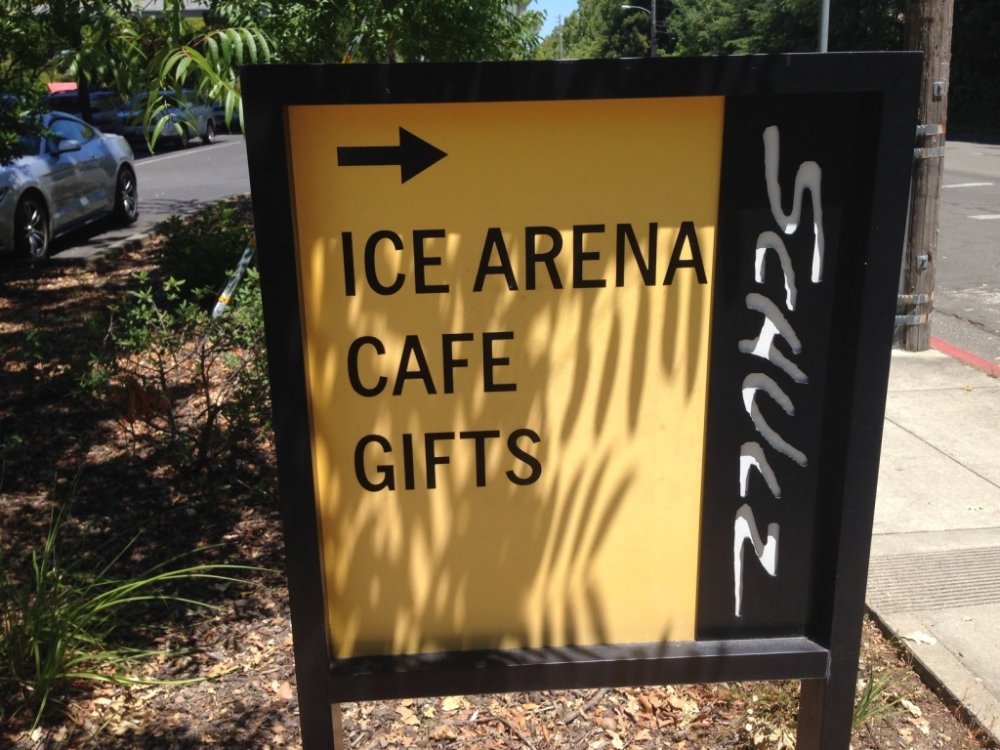 ICE ARENA
CAFE
GIFTS
SCHULZ